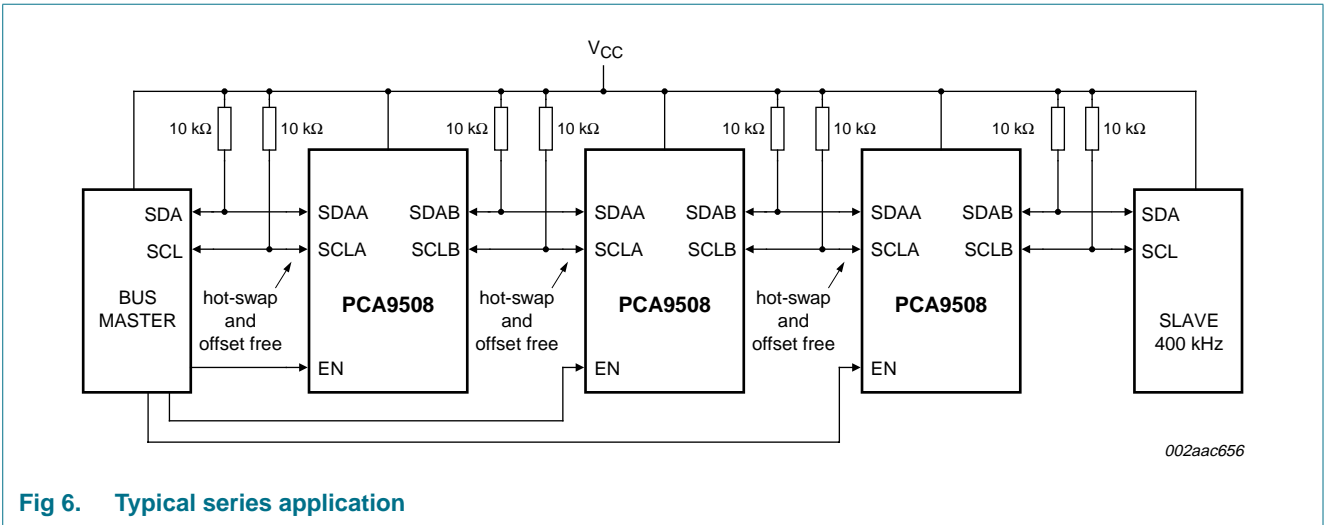 VCC
10 kΩ 10 kΩ 10 kΩ 10 kΩ 10 kΩ 10 kΩ 10 kΩ 10 kΩ
SDA SDAA SDAB SDAA SDAB SDAA SDAB SDA
SCL SCLA SCLB SCLA SCLB SCLA SCLB SCL
BUS
MASTER
hot-swap
and
offset free
PCA9508
EN
hot-swap
and
offset free
PCA9508
EN
hot-swap
and
offset free
PCA9508
EN
SLAVE
400 kHz
002aac656
Fig 6. Typical series application